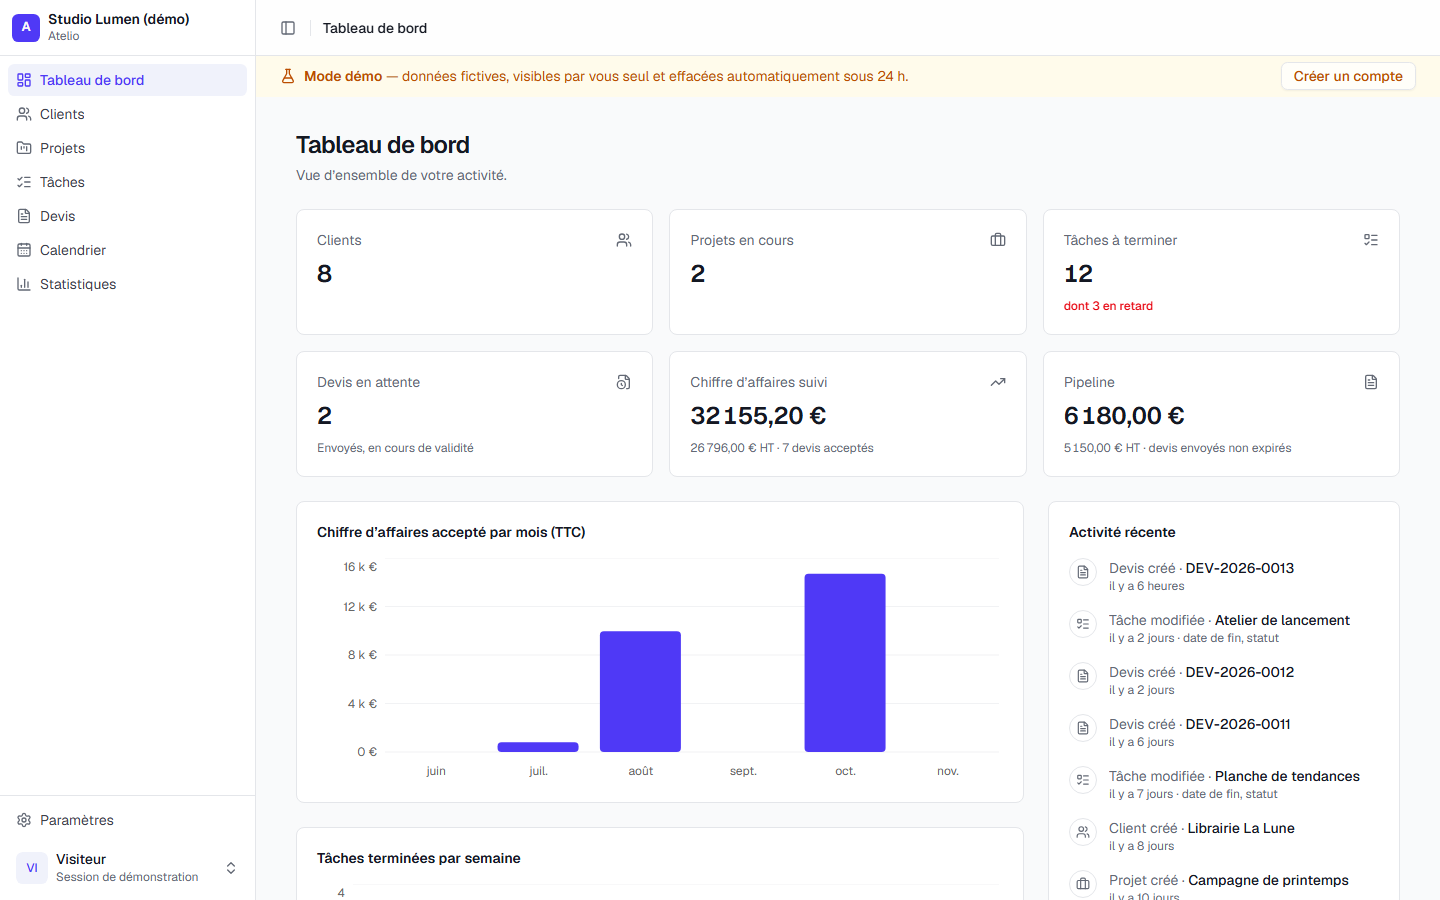 A
Studio Lumen (démo)
Atelio
Tableau de bord
Clients
Projets
Tâches
Devis
Calendrier
Statistiques
Paramètres
VI
Visiteur
Session de démonstration
Tableau de bord
Mode démo — données fictives, visibles par vous seul et effacées automatiquement sous 24 h.
Créer un compte
Tableau de bord
Vue d’ensemble de votre activité.
Clients
8
Projets en cours
2
Tâches à terminer
12
dont 3 en retard
Devis en attente
2
Envoyés, en cours de validité
Chiffre d’affaires suivi
32 155,20 €
26 796,00 € HT · 7 devis acceptés
Pipeline
6 180,00 €
5 150,00 € HT · devis envoyés non expirés
Chiffre d’affaires accepté par mois (TTC)
16 k €
12 k €
8 k €
4 k €
0 €
juin juil. août sept. oct. nov.
Tâches terminées par semaine
4
Activité récente
Devis créé · DEV-2026-0013
il y a 6 heures
Tâche modifiée · Atelier de lancement
il y a 2 jours · date de fin, statut
Devis créé · DEV-2026-0012
il y a 2 jours
Devis créé · DEV-2026-0011
il y a 6 jours
Tâche modifiée · Planche de tendances
il y a 7 jours · date de fin, statut
Client créé · Librairie La Lune
il y a 8 jours
Projet créé · Campagne de printemps
il y a 10 jours